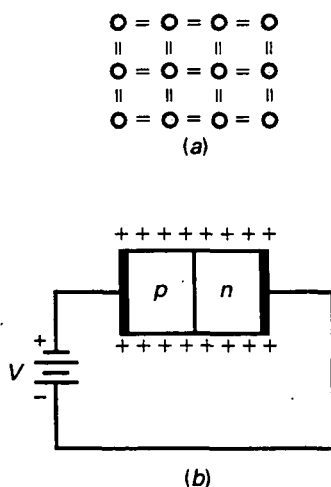 (a)
+ + + + + + + +
p n
+ + + + + + + +
+
V
-
(b)